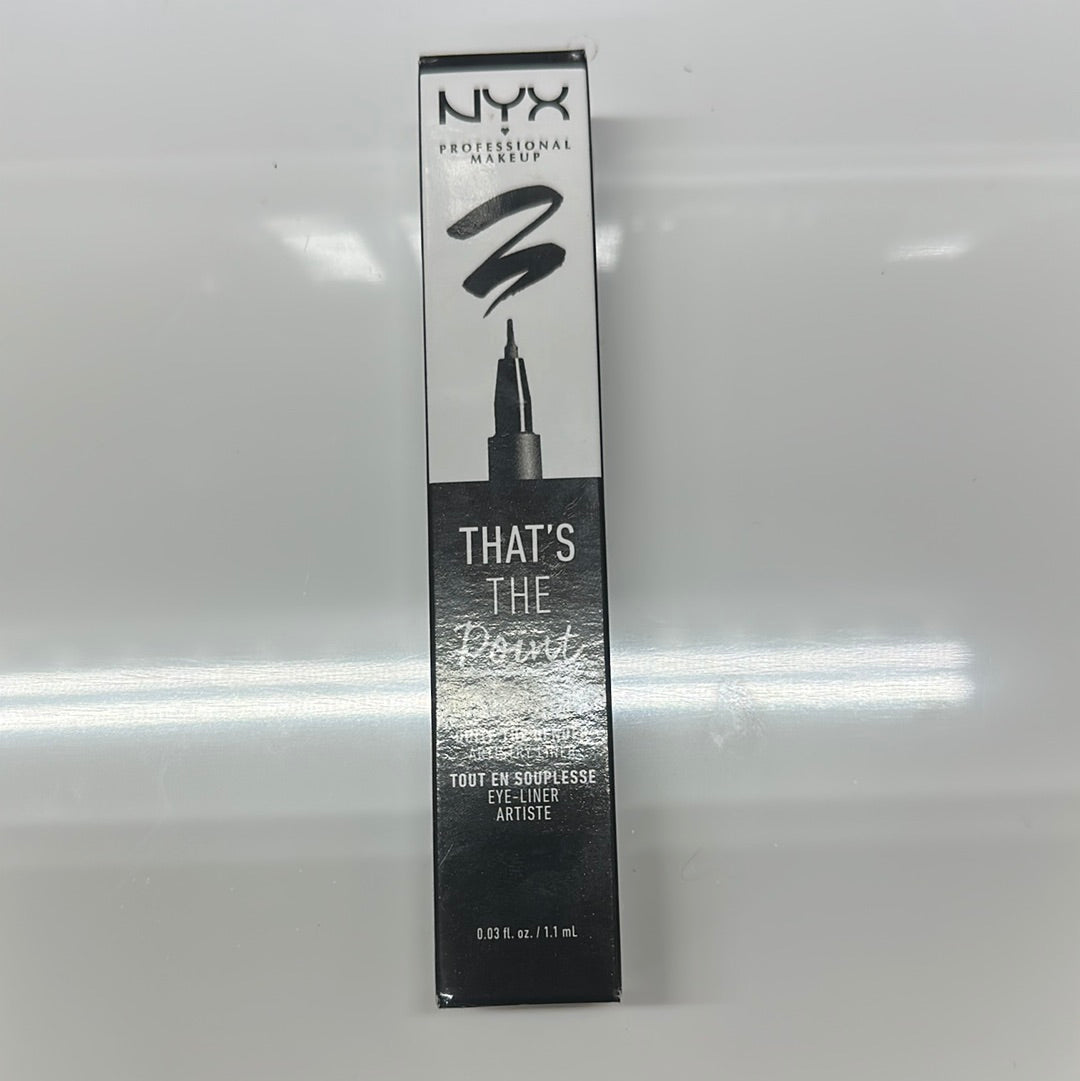 NYX
PROFESSIONAL
MAKEUP
THAT'S
THE
Point
TOUT EN SOUPLESSE
EYE-LINER
ARTISTE
0.03 fl. oz. / 1.1 mL